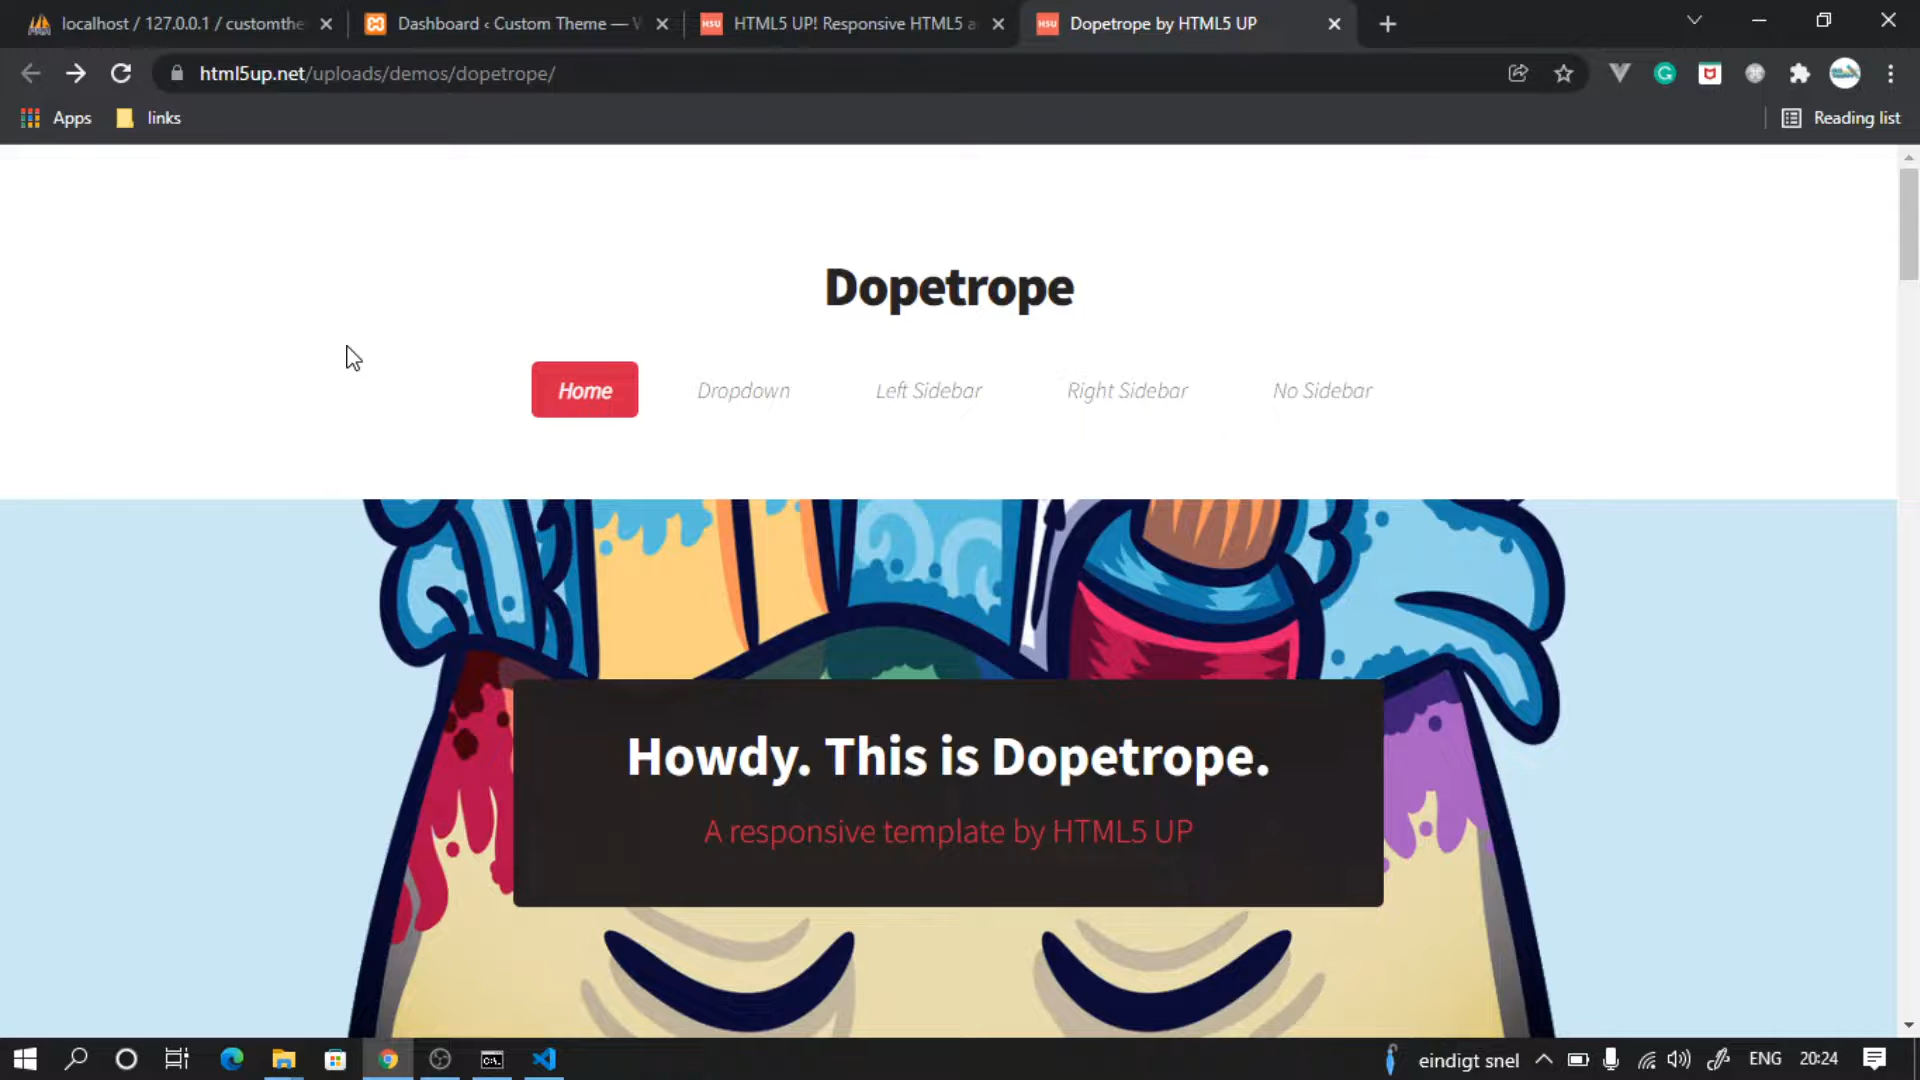 localhost / 127.0.0.1 / customthe
Dashboard ‹ Custom Theme — W
HTML5 UP! Responsive HTML5 a
Dopetrope by HTML5 UP
html5up.net/uploads/demos/dopetrope/
Apps
links
Reading list
Dopetrope
Home
Dropdown
Left Sidebar
Right Sidebar
No Sidebar
Howdy. This is Dopetrope.
A responsive template by HTML5 UP
eindigt snel
ENG
20:24